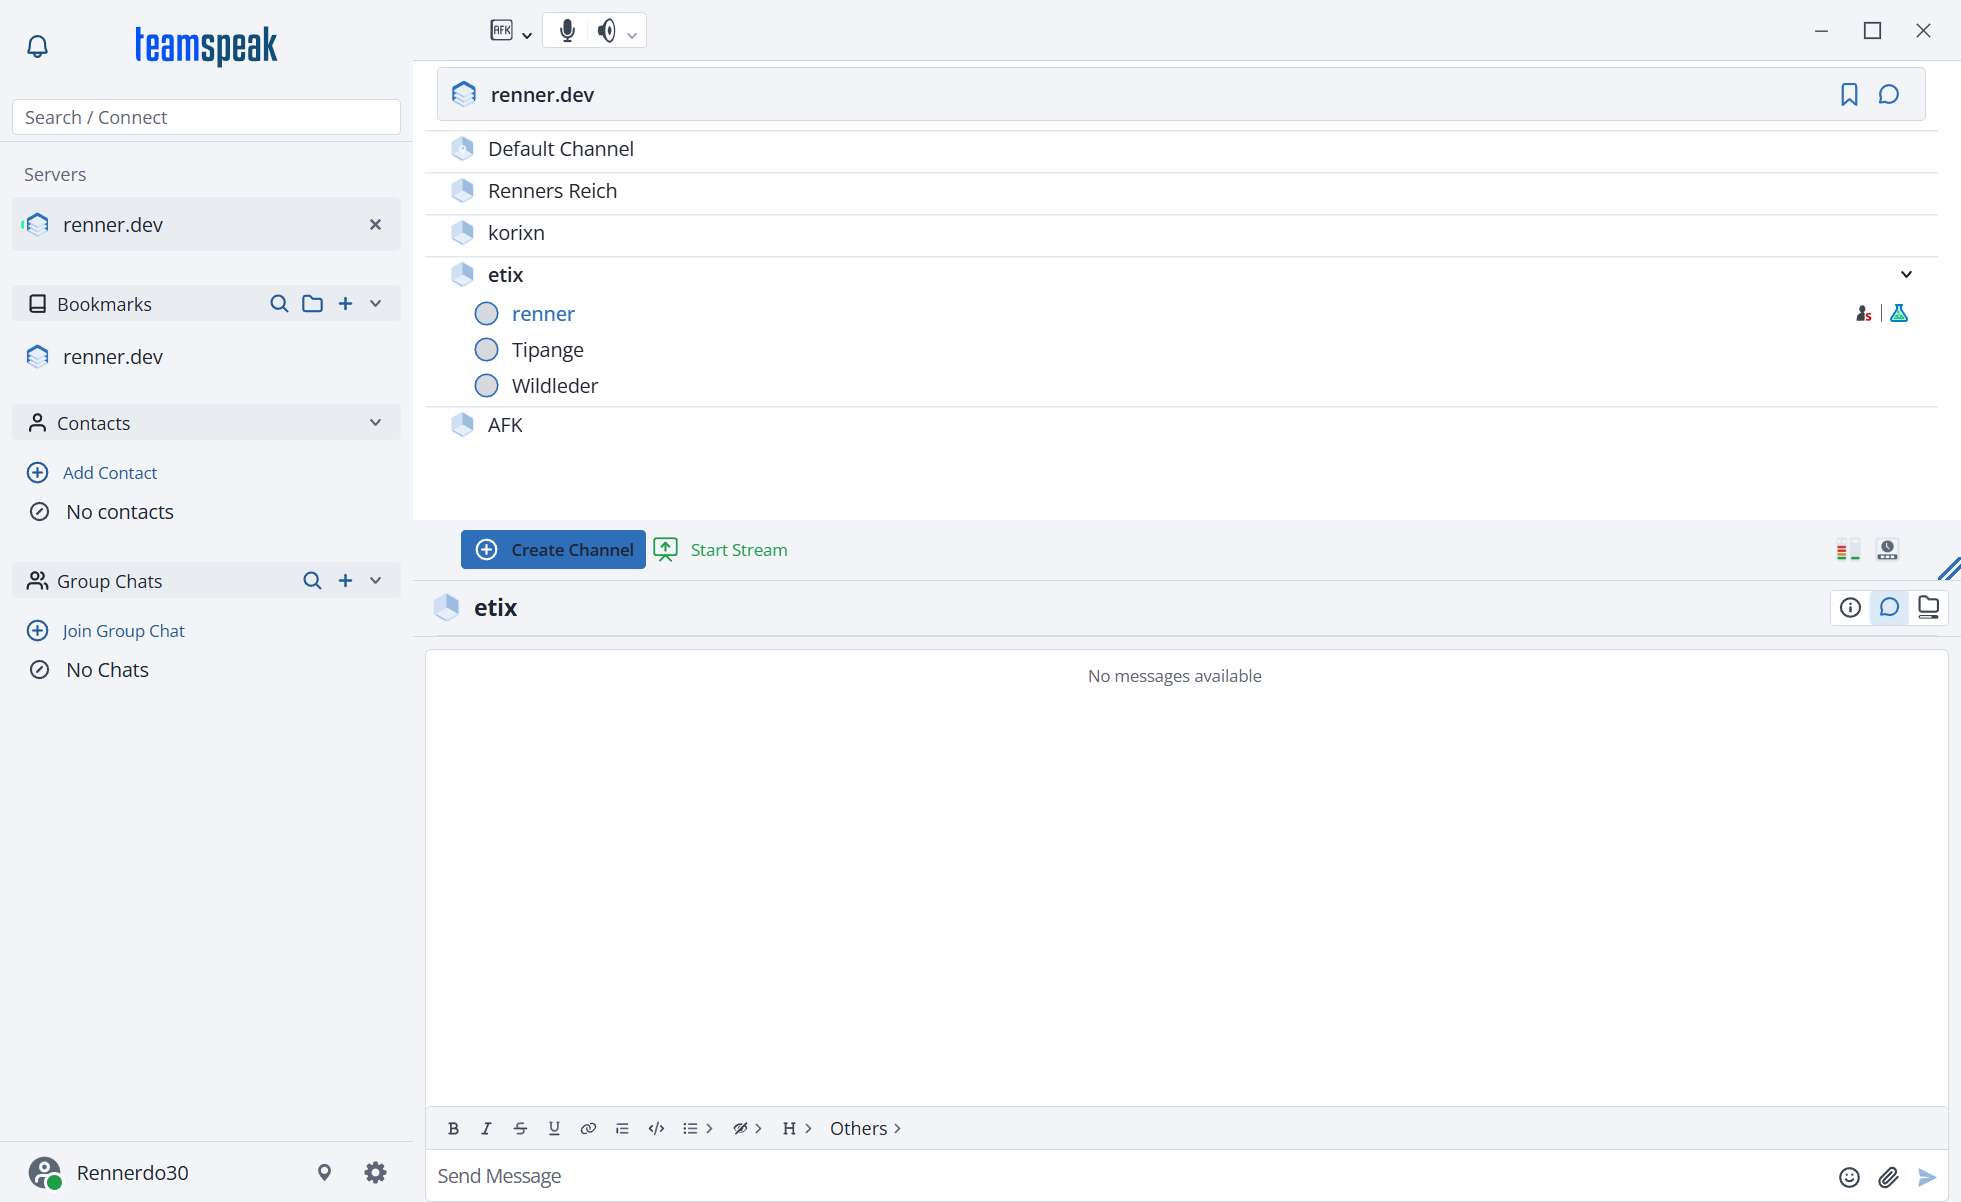 teamspeak
Search / Connect
Servers
renner.dev
Bookmarks
renner.dev
Contacts
Add Contact
No contacts
Group Chats
Join Group Chat
No Chats
Rennerdo30
AFK
renner.dev
Default Channel
Renners Reich
korixn
etix
renner
S
Tipange
Wildleder
AFK
Create Channel
Start Stream
etix
No messages available
B I S U H Others
Send Message